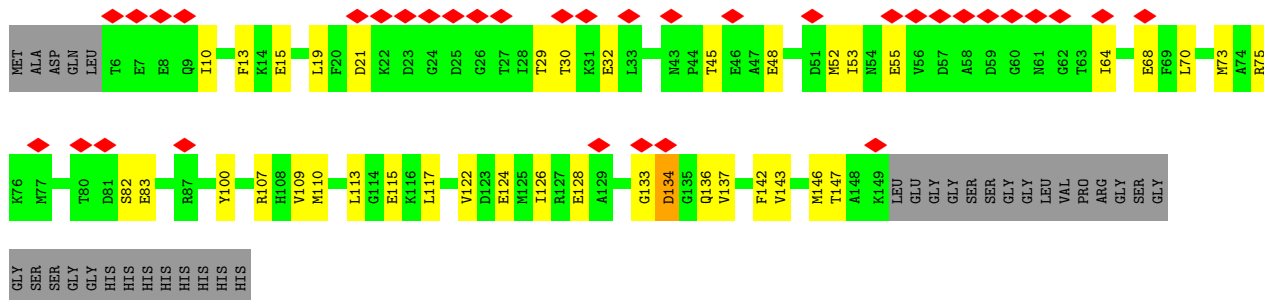 MET ALA ASP GLN LEU T6 E7 E8 Q9 I10 F13 K14 E15 L19 F20 D21 K22 D23 G24 D25 G26 T27 I28 T29 T30 K31 E32 L33 N43 P44 T45 E46 A47 E48 D51 M52 I53 N54 E55 V56 D57 A58 D59 G60 N61 G62 T63 I64 E68 F69 L70 M73 A74 R75
K76 M77 T80 D81 S82 E83 R87 Y100 R107 H108 V109 M110 L113 G114 E115 K116 L117 V122 D123 E124 M125 I126 R127 E128 A129 G133 D134 G135 Q136 V137 F142 V143 M146 T147 A148 K149 LEU GLU GLY GLY SER SER GLY GLY LEU VAL PRO ARG GLY SER GLY
GLY SER SER GLY GLY HIS HIS HIS HIS HIS HIS HIS HIS